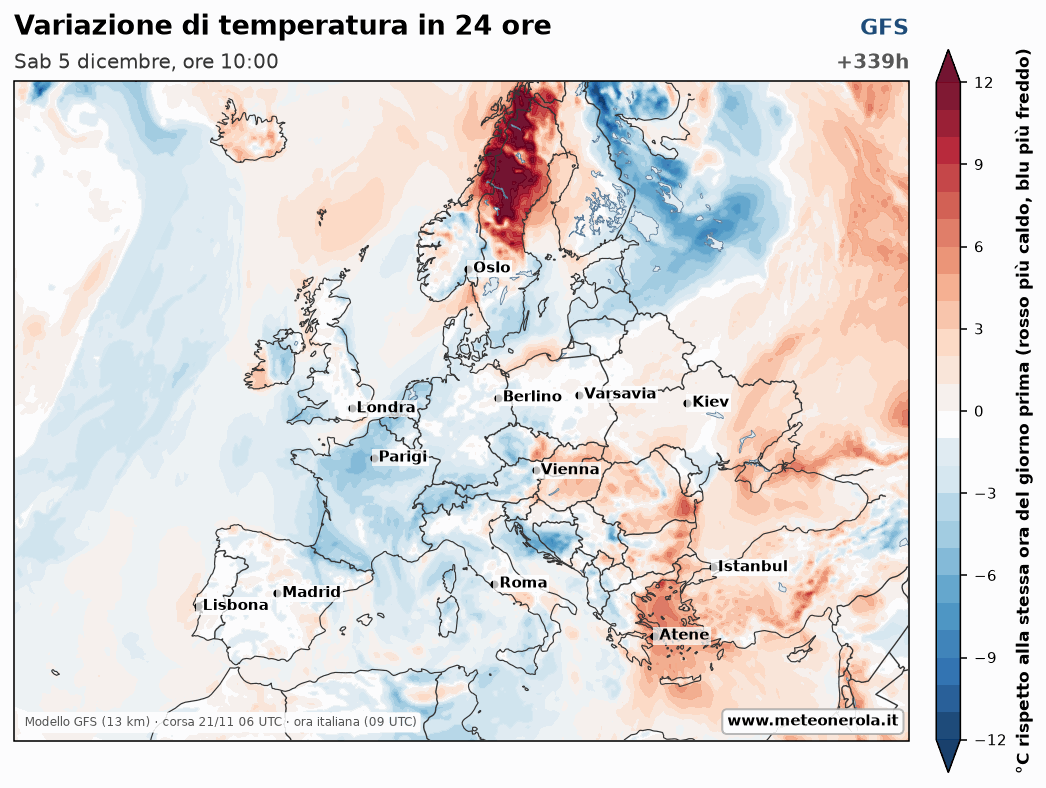 Variazione di temperatura in 24 ore
GFS
Sab 5 dicembre, ore 10:00
+339h
Oslo
Londra
Berlino
Varsavia
Kiev
Parigi
Vienna
Istanbul
Roma
Madrid
Lisbona
Atene
Modello GFS (13 km) · corsa 21/11 06 UTC · ora italiana (09 UTC)
www.meteonerola.it
12
9
6
3
0
−3
−6
−9
−12
°C rispetto alla stessa ora del giorno prima (rosso più caldo, blu più freddo)